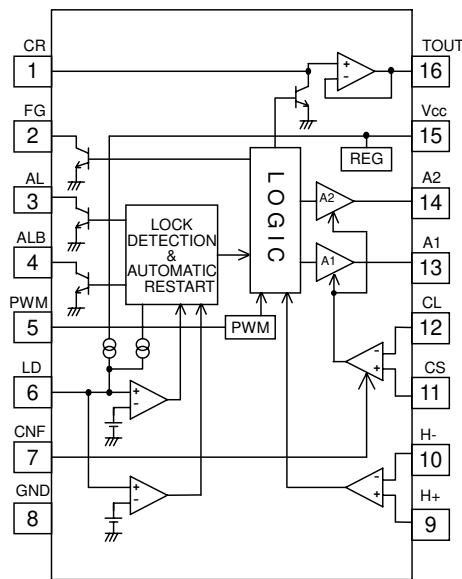 CR
1
FG
2
AL
3
ALB
4
PWM
5
LD
6
CNF
7
GND
8
LOCK
DETECTION
&
AUTOMATIC
RESTART
LOGIC
PWM
REG
A2
A1
+
-
+
-
+
-
-
+
-
+
TOUT
16
Vcc
15
A2
14
A1
13
CL
12
CS
11
H-
10
H+
9